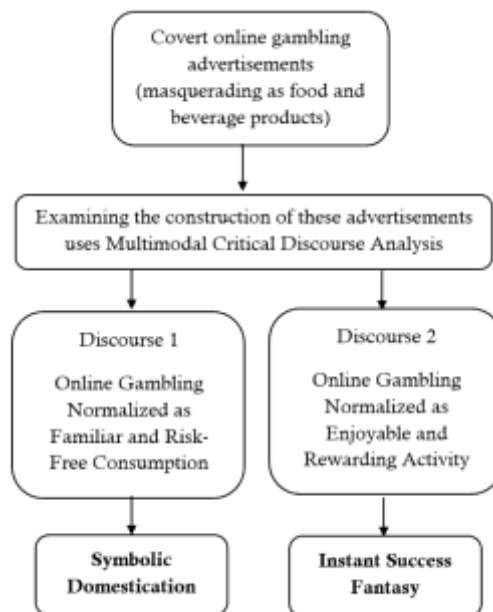 Covert online gambling
advertisements
(masquerading as food and
beverage products)
Examining the construction of these advertisements
uses Multimodal Critical Discourse Analysis
Discourse 1
Online Gambling
Normalized as
Familiar and Risk-
Free Consumption
Discourse 2
Online Gambling
Normalized as
Enjoyable and
Rewarding Activity
Symbolic
Domestication
Instant Success
Fantasy